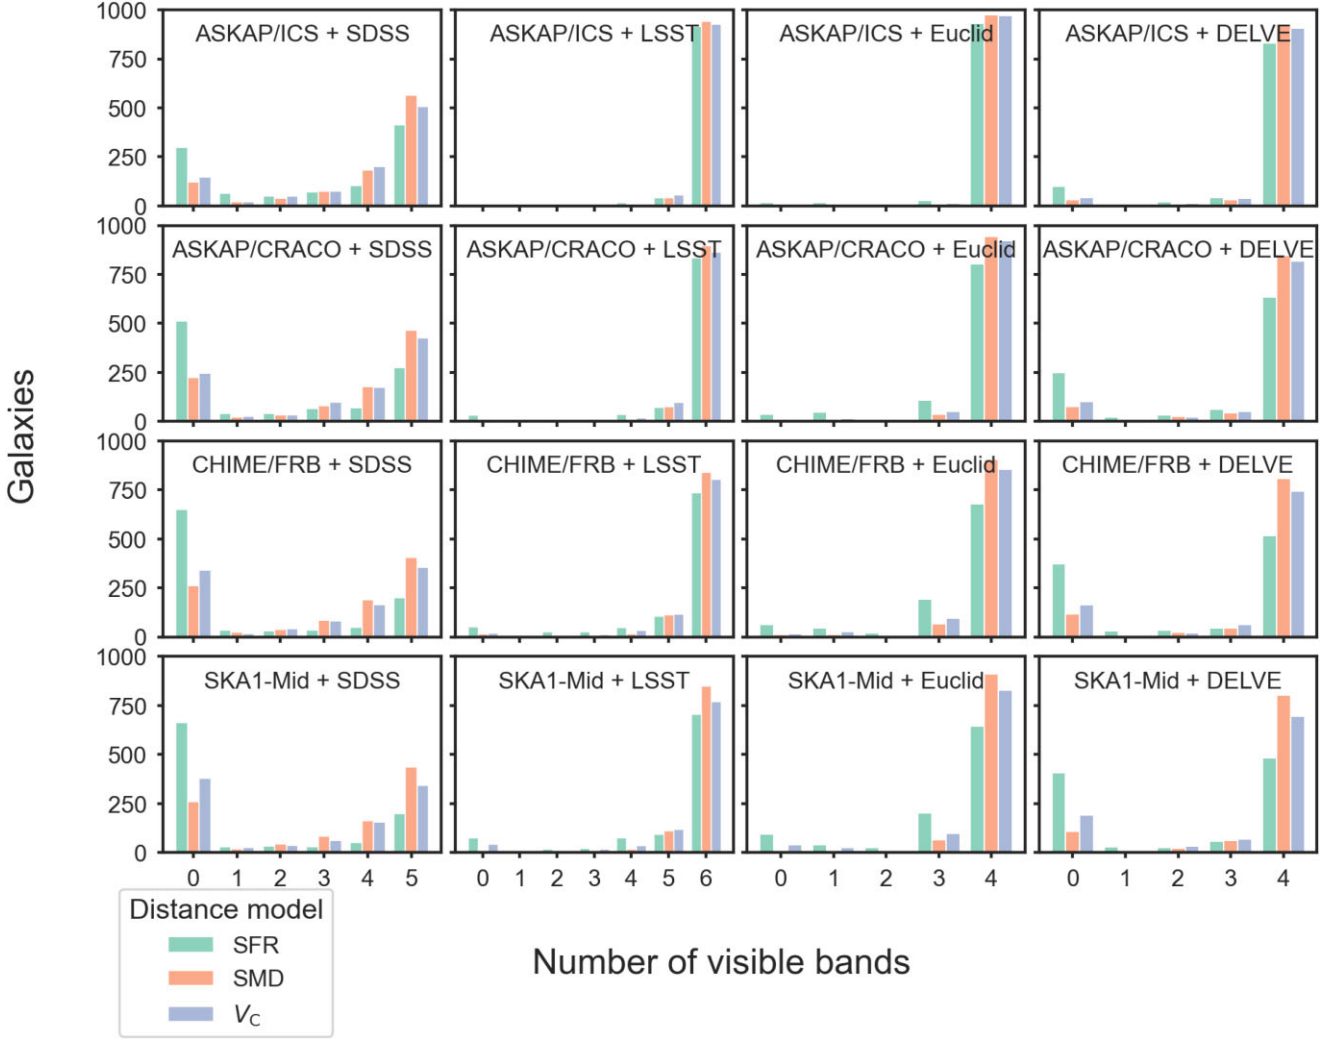 1000
750
500
250
0
ASKAP/ICS + SDSS
ASKAP/ICS + LSST
ASKAP/ICS + Euclid
ASKAP/ICS + DELVE
1000
750
500
250
0
ASKAP/CRACO + SDSS
ASKAP/CRACO + LSST
ASKAP/CRACO + Euclid
ASKAP/CRACO + DELVE
Galaxies
1000
750
500
250
0
CHIME/FRB + SDSS
CHIME/FRB + LSST
CHIME/FRB + Euclid
CHIME/FRB + DELVE
1000
750
500
250
0
SKA1-Mid + SDSS
SKA1-Mid + LSST
SKA1-Mid + Euclid
SKA1-Mid + DELVE
0 1 2 3 4 5
0 1 2 3 4 5 6
0 1 2 3 4
0 1 2 3 4
Number of visible bands
Distance model
SFR
SMD
V_C